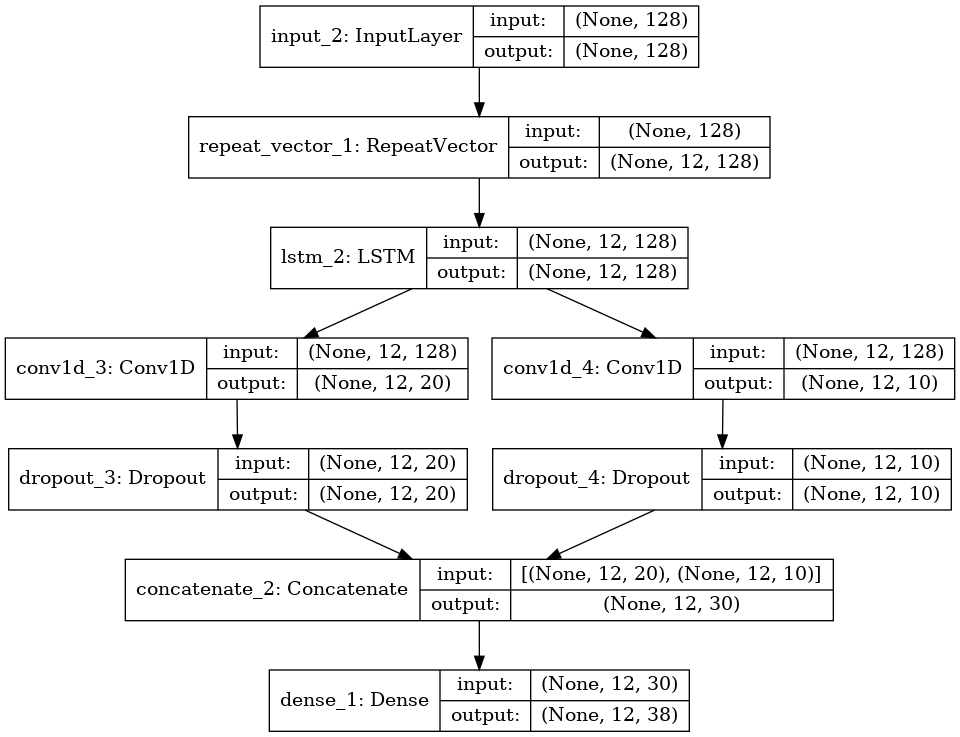 input_2: InputLayer
input: (None, 128)
output: (None, 128)
repeat_vector_1: RepeatVector
input: (None, 128)
output: (None, 12, 128)
lstm_2: LSTM
input: (None, 12, 128)
output: (None, 12, 128)
conv1d_3: Conv1D
input: (None, 12, 128)
output: (None, 12, 20)
conv1d_4: Conv1D
input: (None, 12, 128)
output: (None, 12, 10)
dropout_3: Dropout
input: (None, 12, 20)
output: (None, 12, 20)
dropout_4: Dropout
input: (None, 12, 10)
output: (None, 12, 10)
concatenate_2: Concatenate
input: [(None, 12, 20), (None, 12, 10)]
output: (None, 12, 30)
dense_1: Dense
input: (None, 12, 30)
output: (None, 12, 38)